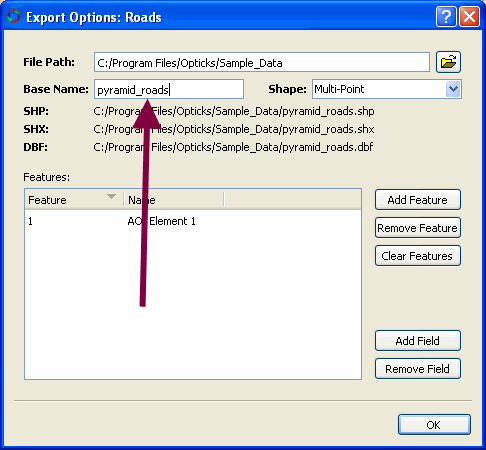 Export Options: Roads
File Path: C:/Program Files/Opticks/Sample_Data
Base Name: pyramid_roads Shape: Multi-Point
SHP: C:/Program Files/Opticks/Sample_Data/pyramid_roads.shp
SHX: C:/Program Files/Opticks/Sample_Data/pyramid_roads.shx
DBF: C:/Program Files/Opticks/Sample_Data/pyramid_roads.dbf
Features:
Feature Name
1 AOI Element 1
Add Feature
Remove Feature
Clear Features
Add Field
Remove Field
OK